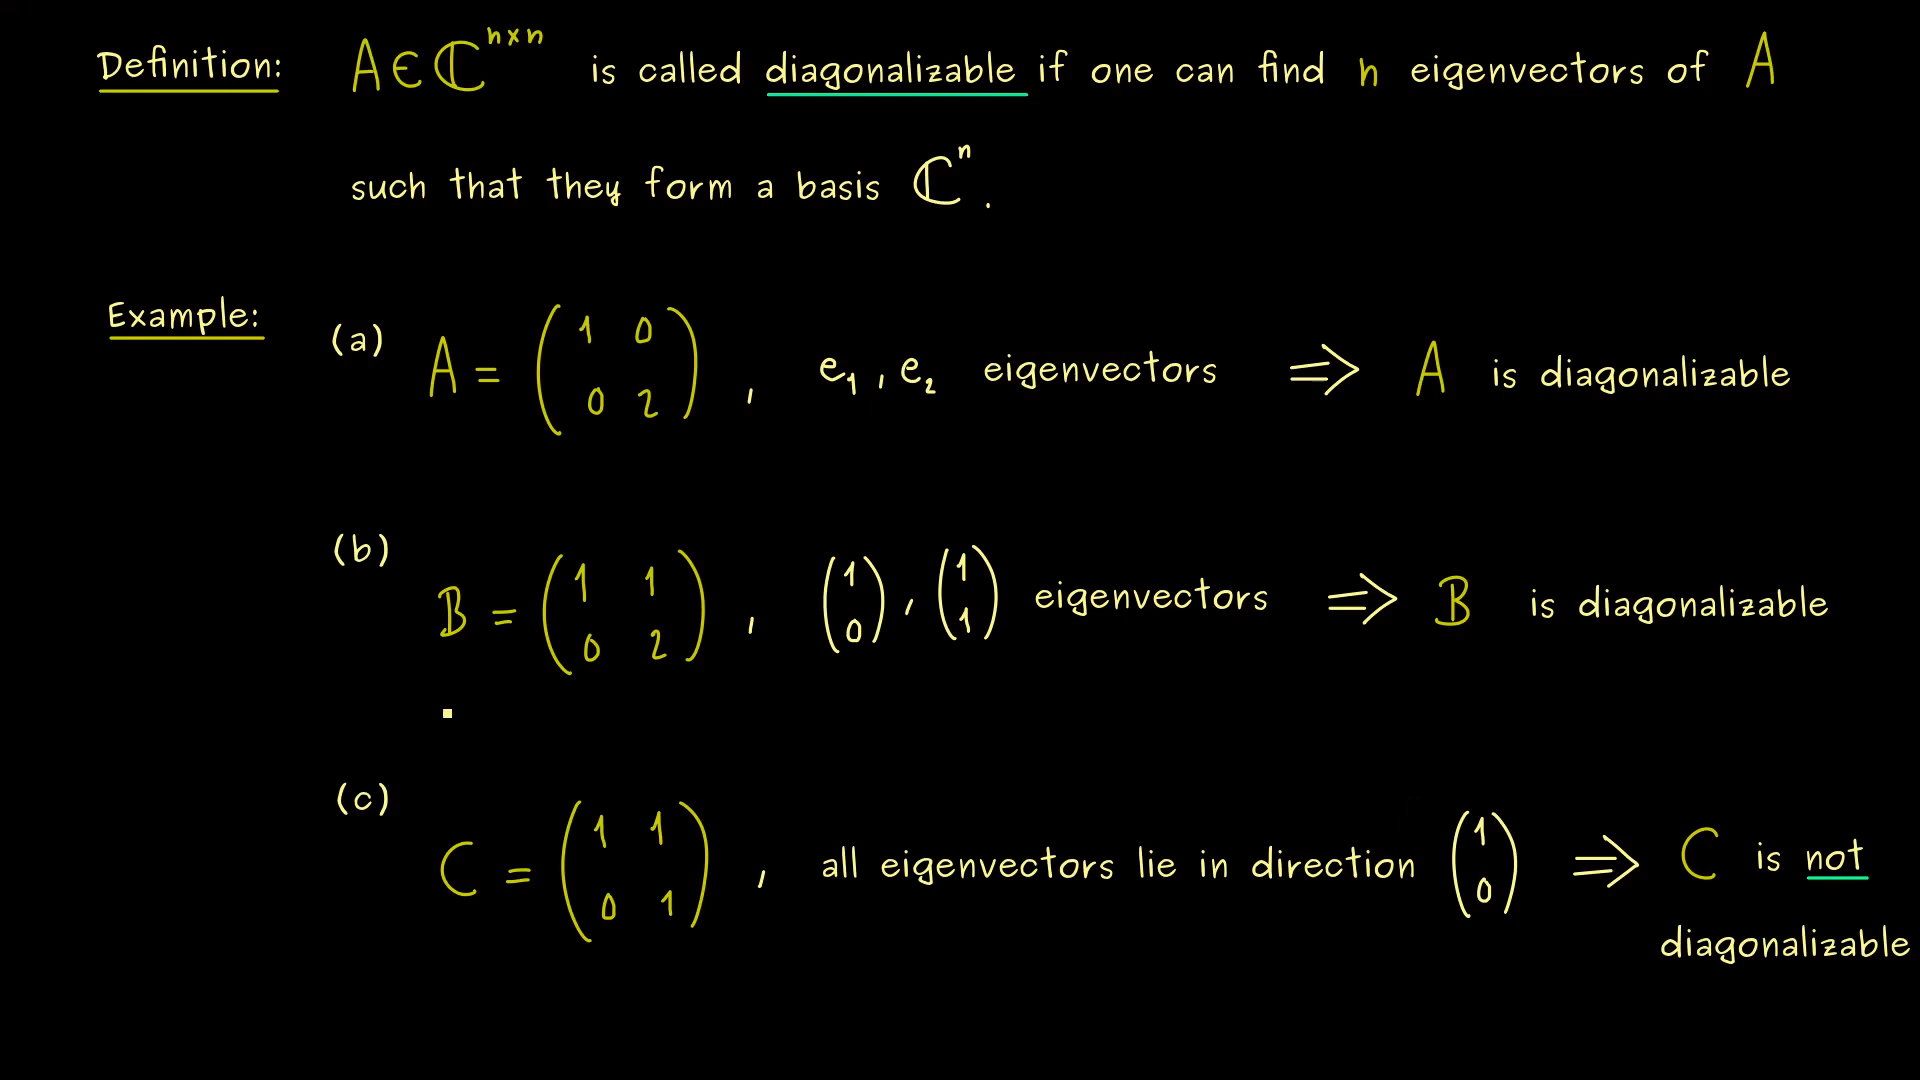 Definition: A ∈ ℂⁿˣⁿ is called diagonalizable if one can find n eigenvectors of A
such that they form a basis ℂⁿ.
Example: (a) A = (1 0; 0 2) , e₁ , e₂ eigenvectors ⇒ A is diagonalizable
(b) B = (1 1; 0 2) , (1; 0) , (1; 1) eigenvectors ⇒ B is diagonalizable
(c) C = (1 1; 0 1) , all eigenvectors lie in direction (1; 0) ⇒ C is not
diagonalizable